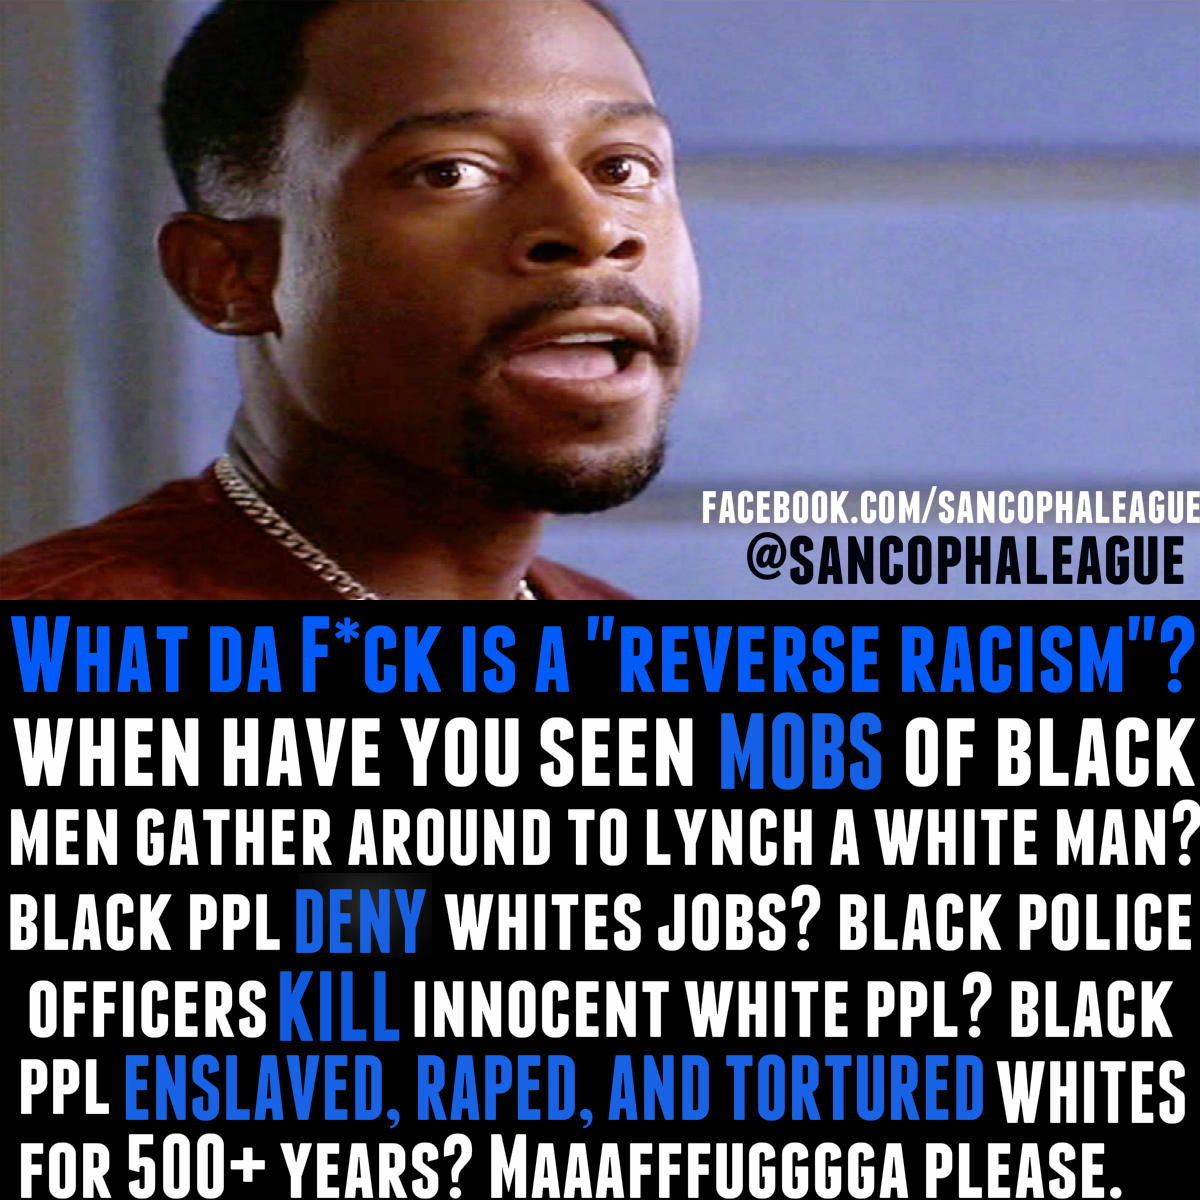 FACEBOOK.COM/SANCOPHALEAGUE
@SANCOPHALEAGUE
WHAT DA F*CK IS A "REVERSE RACISM"?
WHEN HAVE YOU SEEN MOBS OF BLACK
MEN GATHER AROUND TO LYNCH A WHITE MAN?
BLACK PPL DENY WHITES JOBS? BLACK POLICE
OFFICERS KILL INNOCENT WHITE PPL? BLACK
PPL ENSLAVED, RAPED, AND TORTURED WHITES
FOR 500+ YEARS? MAAAFFFUGGGGA PLEASE.